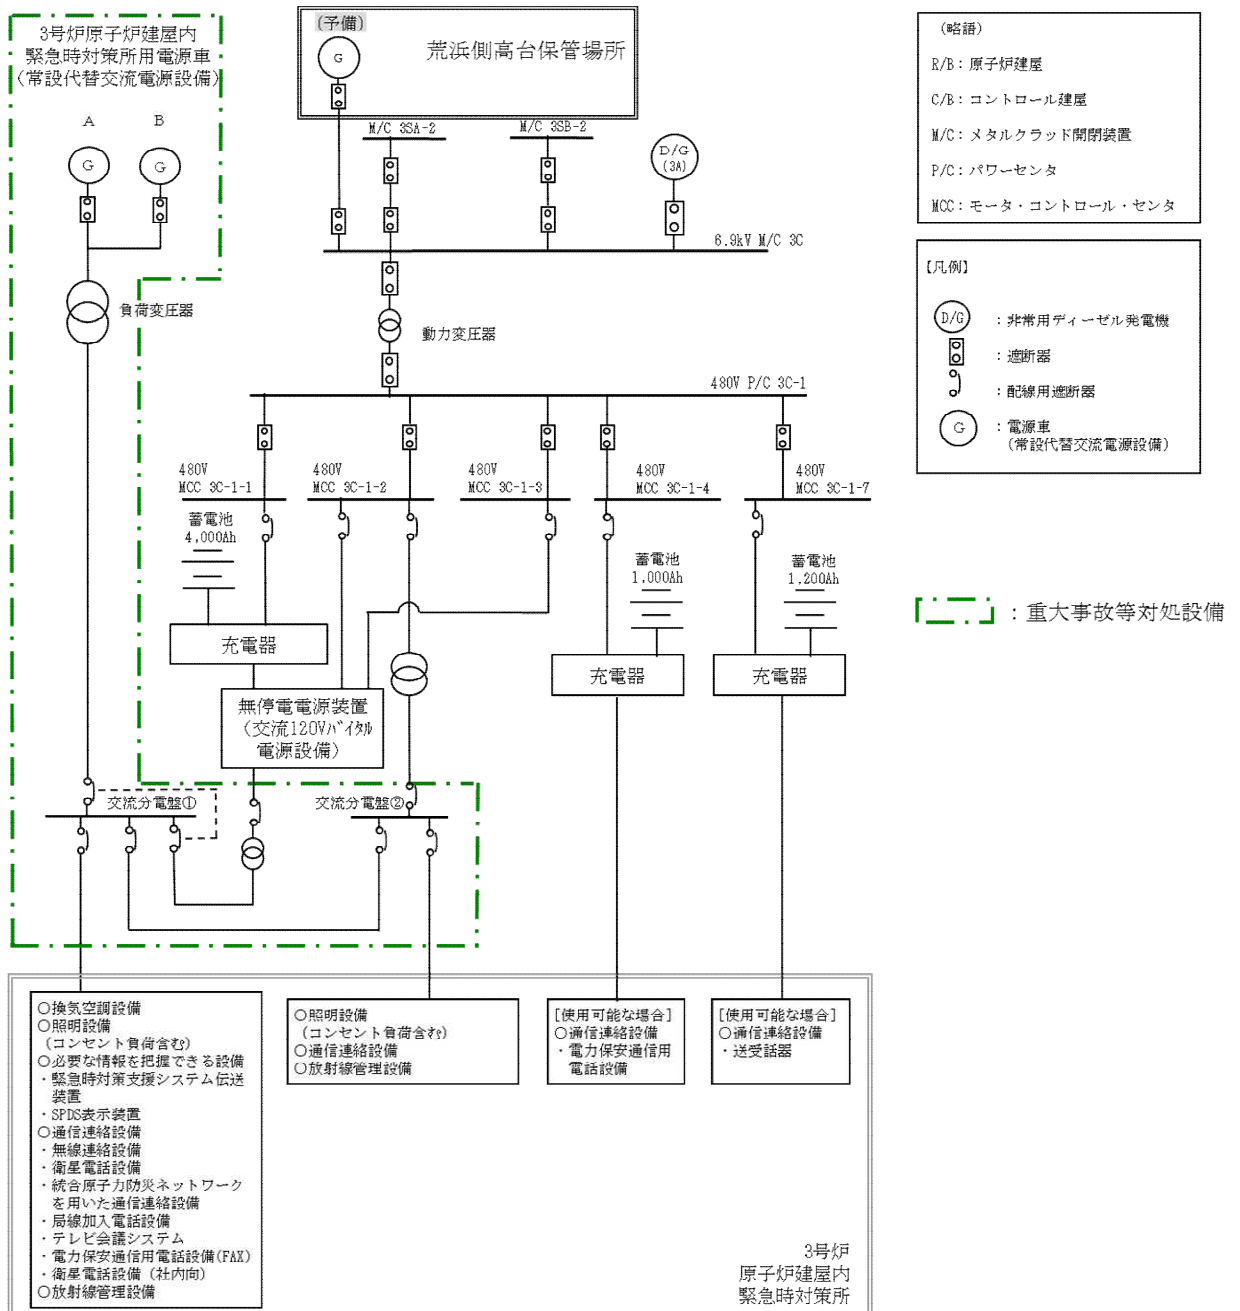 3号炉原子炉建屋内
緊急時対策所用電源車
(常設代替交流電源設備)
A
B
G
G
(予備)
G
荒浜側高台保管場所
M/C 3SA-2
M/C 3SB-2
D/G
(3A)
6.9kV M/C 3C
負荷変圧器
動力変圧器
480V P/C 3C-1
480V
MCC 3C-1-1
480V
MCC 3C-1-2
480V
MCC 3C-1-3
480V
MCC 3C-1-4
480V
MCC 3C-1-7
蓄電池
4,000Ah
蓄電池
1,000Ah
蓄電池
1,200Ah
充電器
充電器
充電器
無停電電源装置
(交流120Vバイタル
電源設備)
交流分電盤①
交流分電盤②
○換気空調設備
○照明設備
(コンセント負荷含む)
○必要な情報を把握できる設備
・緊急時対策支援システム伝送
装置
・SPDS表示装置
○通信連絡設備
・無線連絡設備
・衛星電話設備
・統合原子力防災ネットワーク
を用いた通信連絡設備
・局線加入電話設備
・テレビ会議システム
・電力保安通信用電話設備(FAX)
・衛星電話設備(社内向)
○放射線管理設備
○照明設備
(コンセント負荷含む)
○通信連絡設備
○放射線管理設備
[使用可能な場合]
○通信連絡設備
・電力保安通信用
電話設備
[使用可能な場合]
○通信連絡設備
・送受話器
3号炉
原子炉建屋内
緊急時対策所
(略語)
R/B:原子炉建屋
C/B:コントロール建屋
M/C:メタルクラッド開閉装置
P/C:パワーセンタ
MCC:モータ・コントロール・センタ
【凡例】
D/G :非常用ディーゼル発電機
:遮断器
:配線用遮断器
G :電源車
(常設代替交流電源設備)
:重大事故等対処設備